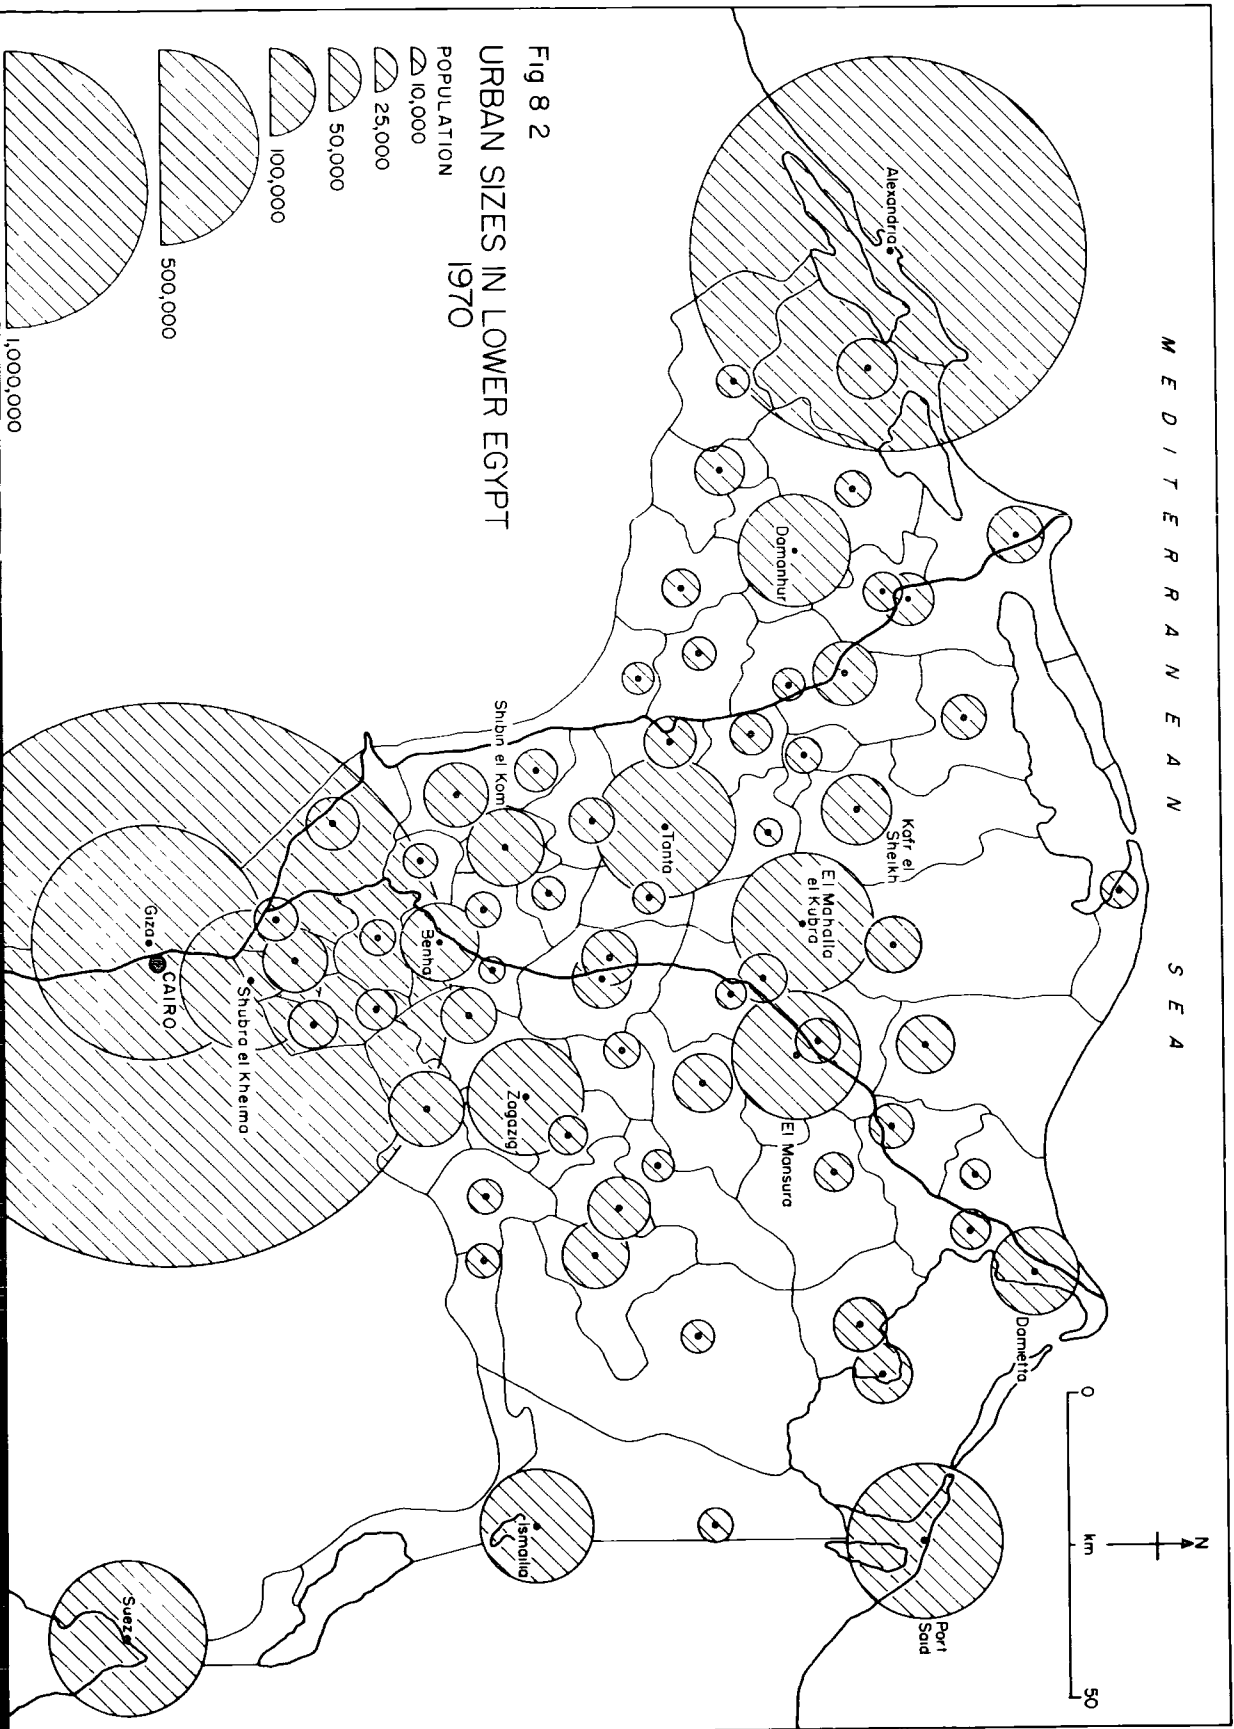 Fig 8 2
URBAN SIZES IN LOWER EGYPT
1970
POPULATION
10,000
25,000
50,000
100,000
500,000
1,000,000
MEDITERRANEAN SEA
N
0 km 50
Alexandria
Damanhur
Kafr el
Sheikh
El Mahalla
el Kubra
Tanta
Shibin el Kom
Benha
El Mansura
Zagazig
Damietta
Port
Said
Ismailia
Suez
Shubra el Kheima
Giza
CAIRO